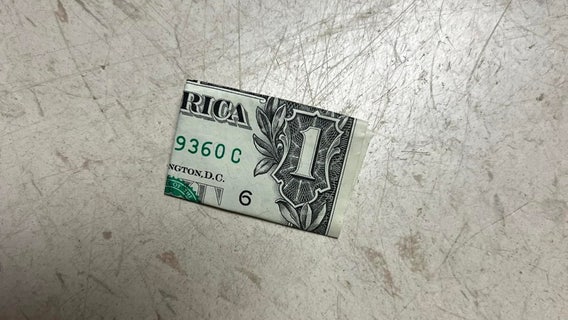 RICA
1
9360 C
NGTON, D.C.
6